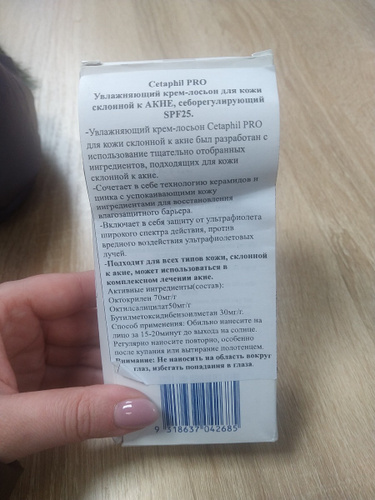 Cetaphil PRO
Увлажняющий крем-лосьон для кожи
склонной к АКНЕ, себорегулирующий
SPF25.
-Увлажняющий крем-лосьон Cetaphil PRO
для кожи склонной к акне был разработан с
использование тщательно отобранных
ингредиентов, подходящих для кожи
склонной к акне.
-Сочетает в себе технологию керамидов и
цинка с успокаивающими кожу
ингредиентами для восстановления
влагозащитного барьера.
-Включает в себя защиту от ультрафиолета
широкого спектра действия, против
вредного воздействия ультрафиолетовых
лучей.
-Подходит для всех типов кожи, склонной
к акне, может использоваться в
комплексном лечении акне.
Активные ингредиенты(состав):
Октокрилен 70мг/г
Октилсалицилат50мг/г
Бутилметоксидибензоилметан 30мг/г.
Способ применения: Обильно нанесите на
лицо за 15-20минут до выхода на солнце.
Регулярно наносите повторно, особенно
после купания или вытирание полотенцем.
Внимание: Не наносить на область вокруг
глаз, избегать попадания в глаза.
9 318637 042685